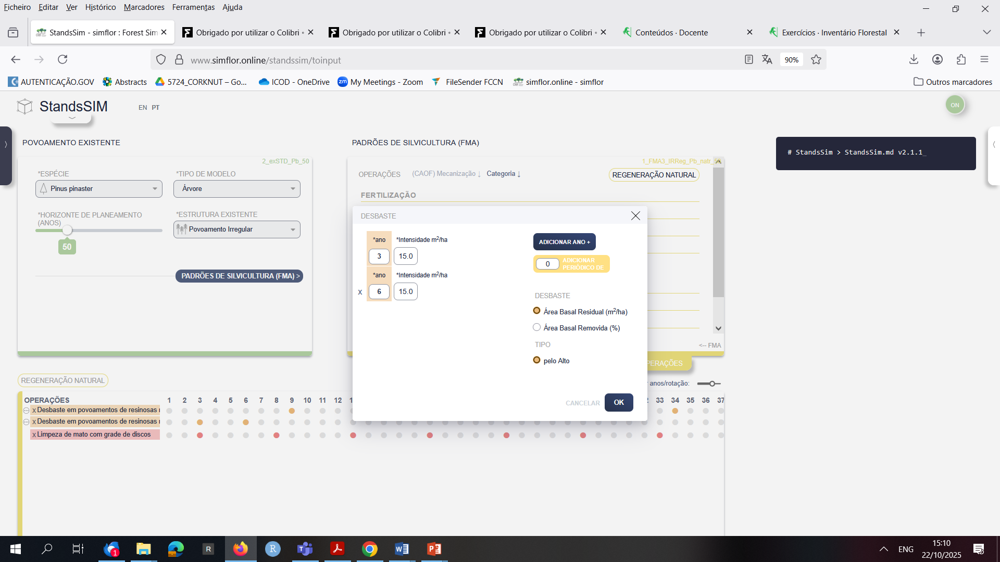 Ficheiro Editar Ver Histórico Marcadores Ferramentas Ajuda
StandsSim - simflor : Forest Sim
Obrigado por utilizar o Colibri •
Obrigado por utilizar o Colibri •
Obrigado por utilizar o Colibri •
Conteúdos · Docente
Exercícios · Inventário Florestal
www.simflor.online/standssim/toinput
90%
AUTENTICAÇÃO.GOV Abstracts 5724_CORKNUT – Go... ICOD - OneDrive My Meetings - Zoom FileSender FCCN simflor.online - simflor Outros marcadores
StandsSIM
EN PT
ON
POVOAMENTO EXISTENTE
2_exSTD_Pb_50
*ESPÉCIE
*TIPO DE MODELO
Pinus pinaster
Árvore
*HORIZONTE DE PLANEAMENTO
(ANOS)
*ESTRUTURA EXISTENTE
Povoamento Irregular
50
PADRÕES DE SILVICULTURA (FMA) >
PADRÕES DE SILVICULTURA (FMA)
1_FMA3_IRReg_Pb_natr_
OPERAÇÕES (CAOF) Mecanização ↓ Categoria ↓
REGENERAÇÃO NATURAL
FERTILIZAÇÃO
# StandsSim > StandsSim.md v2.1.1_
DESBASTE
*ano *Intensidade m²/ha
3 15.0
*ano *Intensidade m²/ha
x 6 15.0
ADICIONAR ANO +
0 ADICIONAR
PERIÓDICO DE
DESBASTE
Área Basal Residual (m²/ha)
Área Basal Removida (%)
TIPO
pelo Alto
CANCELAR OK
<-- FMA
PERAÇÕES
anos/rotação:
REGENERAÇÃO NATURAL
OPERAÇÕES 1 2 3 4 5 6 7 8 9 10 11 12 1 2 33 34 35 36 37
x Desbaste em povoamentos de resinosas
x Desbaste em povoamentos de resinosas
x Limpeza de mato com grade de discos
1
R
R
zm
ENG
15:10
22/10/2025